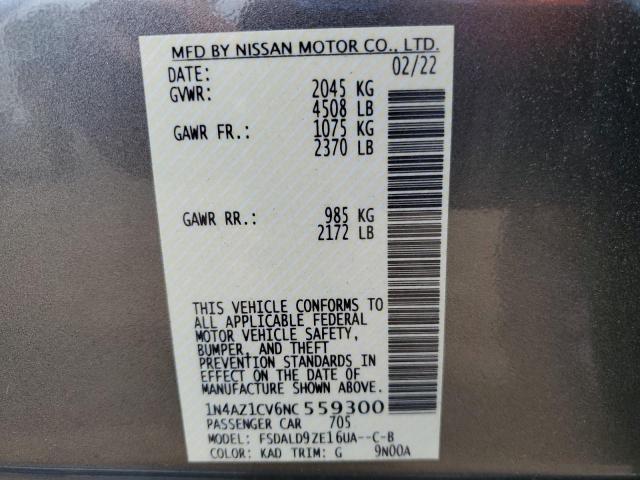 MFD BY NISSAN MOTOR CO., LTD.
DATE: 02/22
GVWR: 2045 KG
4508 LB
GAWR FR.: 1075 KG
2370 LB
GAWR RR.: 985 KG
2172 LB
THIS VEHICLE CONFORMS TO
ALL APPLICABLE FEDERAL
MOTOR VEHICLE SAFETY,
BUMPER, AND THEFT
PREVENTION STANDARDS IN
EFFECT ON THE DATE OF
MANUFACTURE SHOWN ABOVE.
1N4AZ1CV6NC 559300
PASSENGER CAR 705
MODEL: FSDALD9ZE16UA--C-B
COLOR: KAD TRIM: G 9N00A